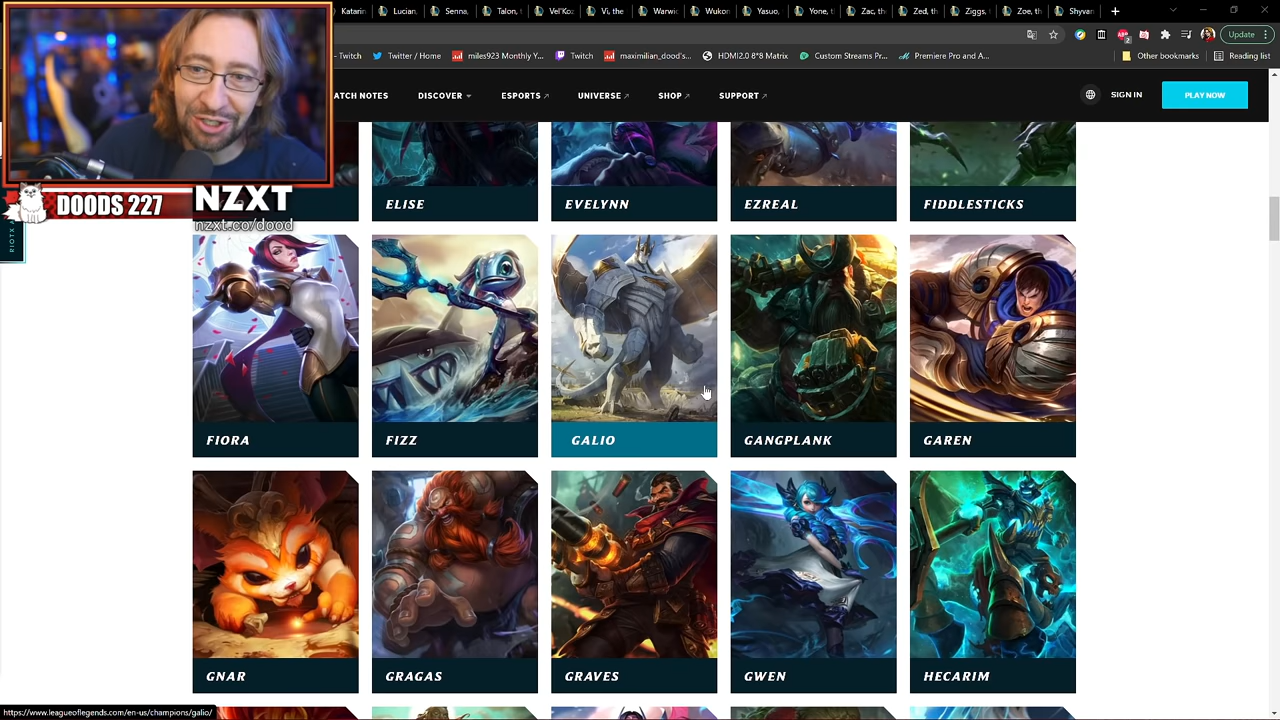 Katarin
Lucian,
Senna,
Talon, t
Vel'Koz
Vi, the
Warwic
Wukon
Yasuo,
Yone, t
Zac, the
Zed, the
Ziggs,
Zoe, th
Shyvan
- Twitch
Twitter / Home
miles923 Monthly Y...
Twitch
maximilian_dood's...
HDMI2.0 8*8 Matrix
Custom Streams Pr...
Premiere Pro and A...
Update
Other bookmarks
Reading list
ATCH NOTES
DISCOVER
ESPORTS
UNIVERSE
SHOP
SUPPORT
SIGN IN
PLAY NOW
DOODS 227
NZXT
nzxt.co/dood
RIOTX A
ELISE
EVELYNN
EZREAL
FIDDLESTICKS
FIORA
FIZZ
GALIO
GANGPLANK
GAREN
GNAR
GRAGAS
GRAVES
GWEN
HECARIM
https://www.leagueoflegends.com/en-us/champions/galio/